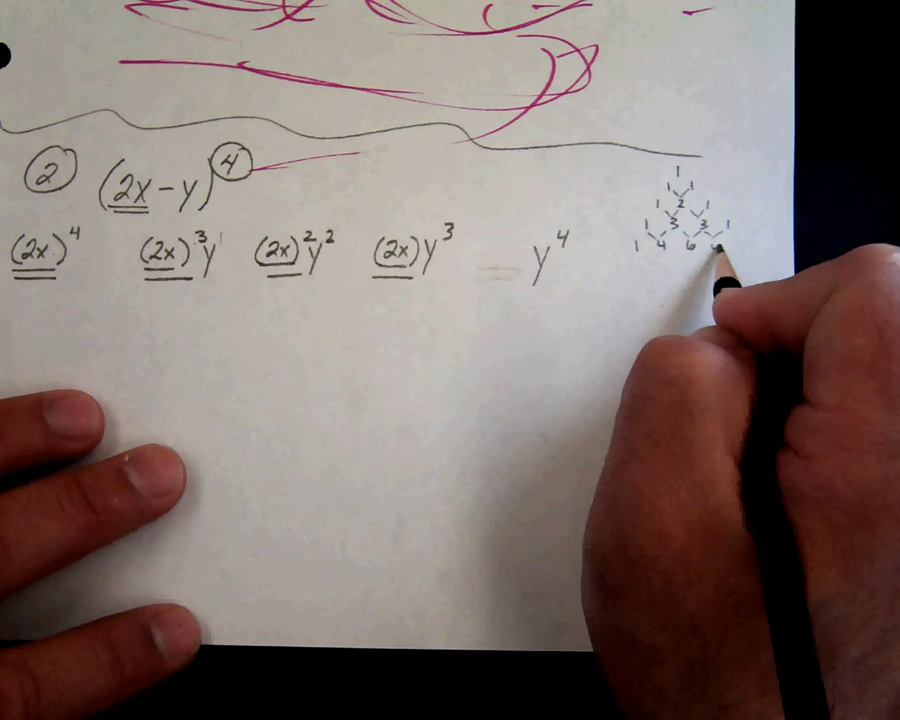 ② (2x-y)⁴
(2x)⁴ (2x)³y¹ (2x)²y² (2x)y³ y⁴
1
1 1
1 2 1
1 3 3 1
1 4 6 4